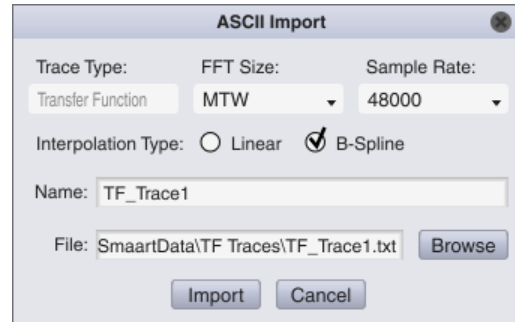 ASCII Import
Trace Type: FFT Size: Sample Rate:
Transfer Function MTW 48000
Interpolation Type: Linear B-Spline
Name: TF_Trace1
File: SmaartData\TF Traces\TF_Trace1.txt Browse
Import Cancel